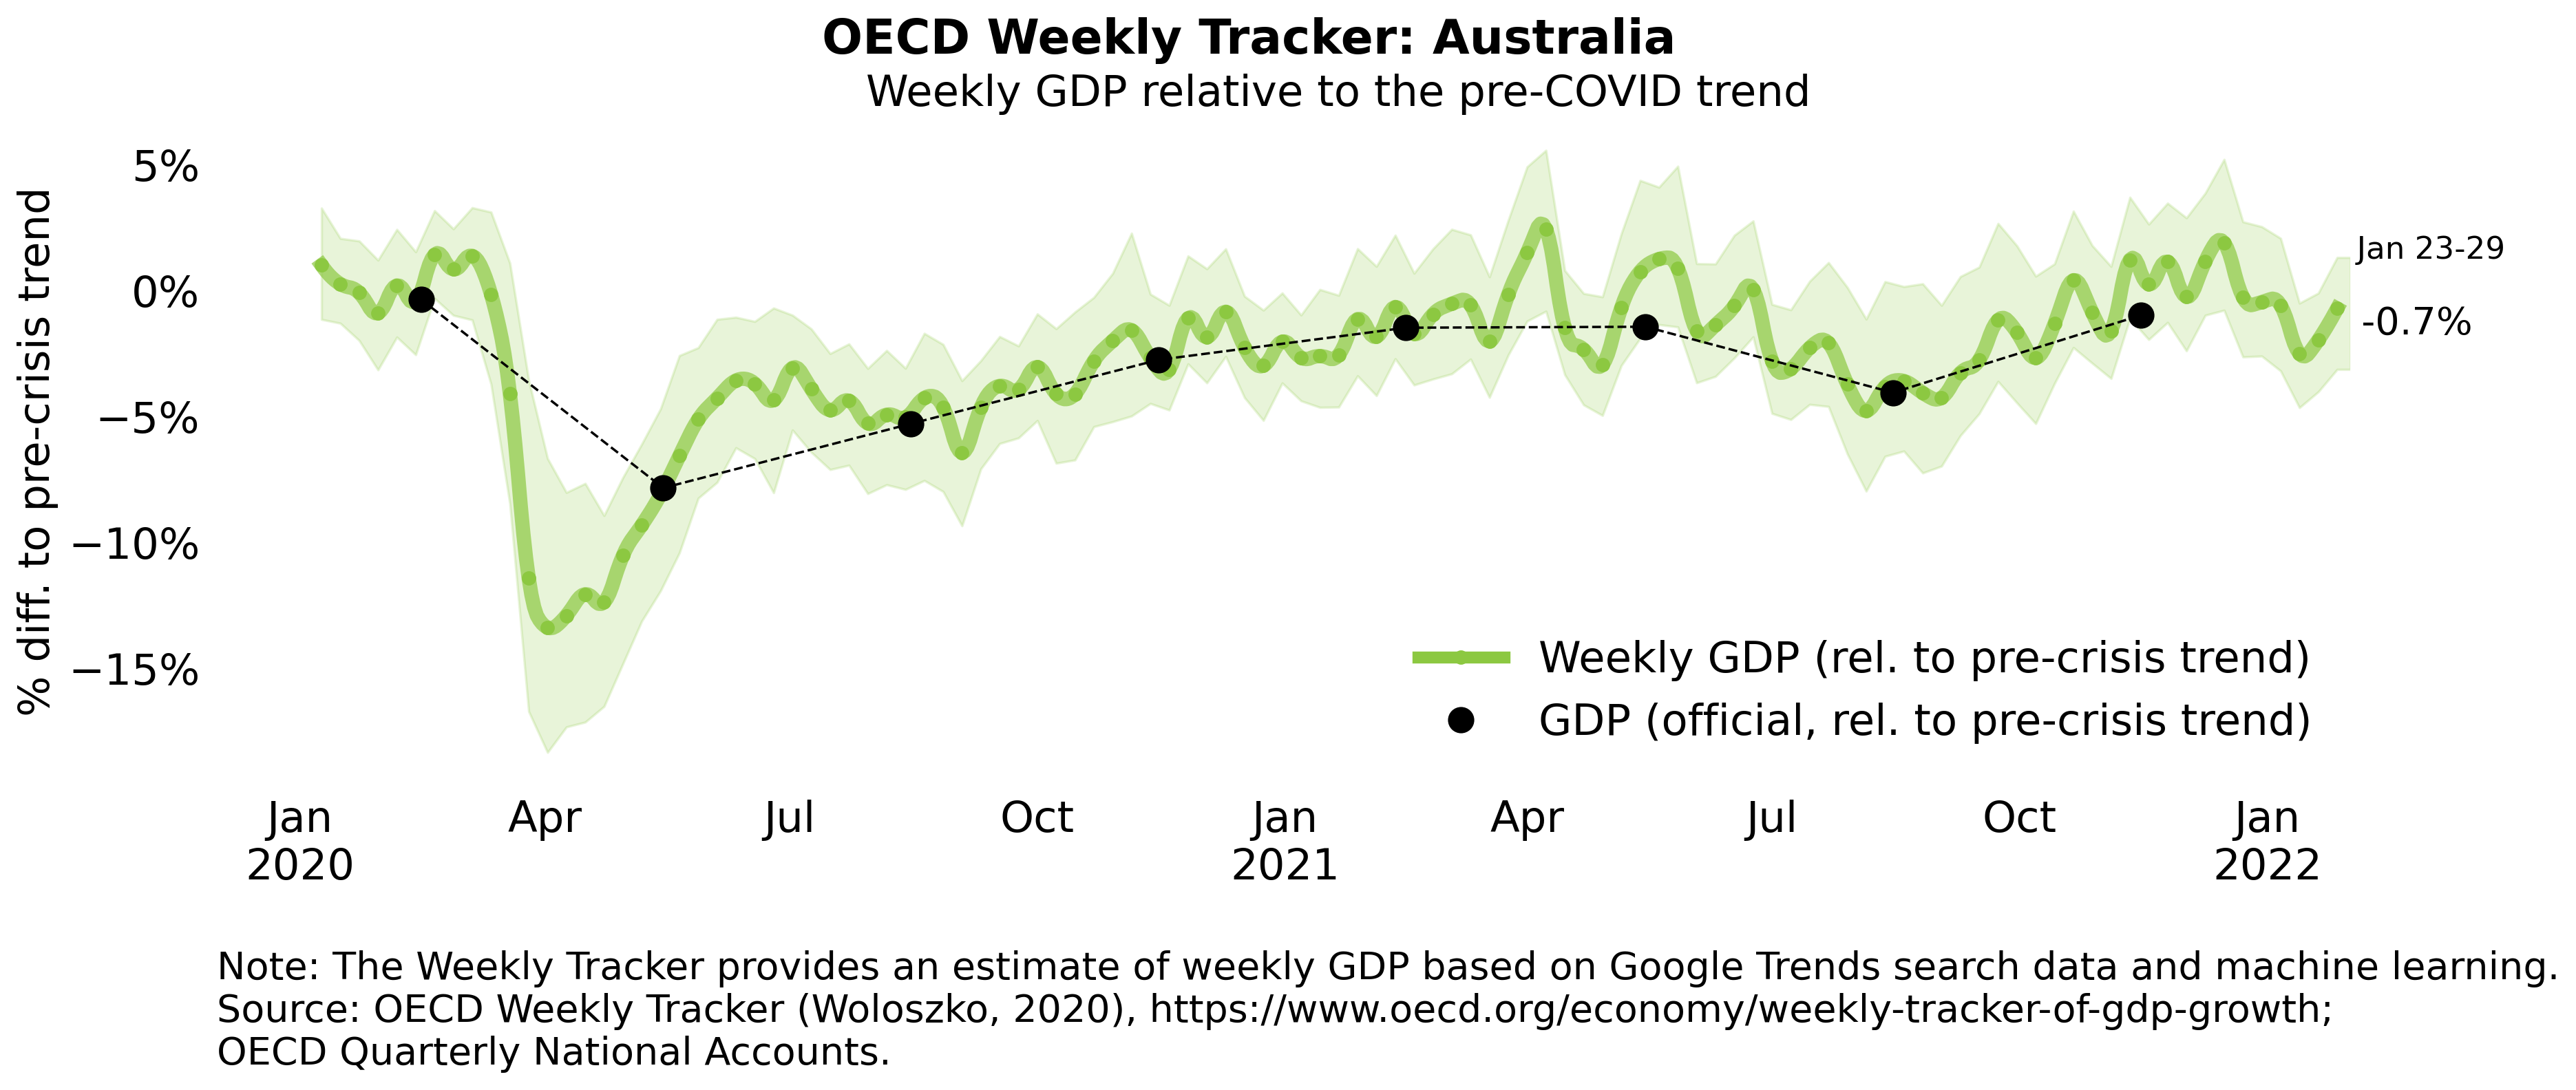 OECD Weekly Tracker: Australia
Weekly GDP relative to the pre-COVID trend
% diff. to pre-crisis trend
5%
0%
−5%
−10%
−15%
Jan 23-29
-0.7%
Weekly GDP (rel. to pre-crisis trend)
GDP (official, rel. to pre-crisis trend)
Jan Apr Jul Oct Jan Apr Jul Oct Jan
2020 2021 2022
Note: The Weekly Tracker provides an estimate of weekly GDP based on Google Trends search data and machine learning.
Source: OECD Weekly Tracker (Woloszko, 2020), https://www.oecd.org/economy/weekly-tracker-of-gdp-growth;
OECD Quarterly National Accounts.